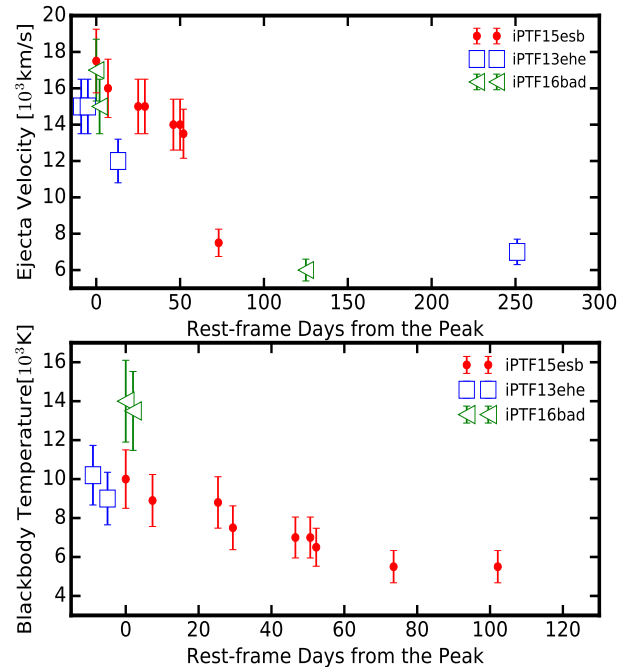 Ejecta Velocity [10³km/s]
20
18
16
14
12
10
8
6
iPTF15esb
iPTF13ehe
iPTF16bad
0 50 100 150 200 250 300
Rest-frame Days from the Peak
Blackbody Temperature[10³K]
16
14
12
10
8
6
4
iPTF15esb
iPTF13ehe
iPTF16bad
0 20 40 60 80 100 120
Rest-frame Days from the Peak